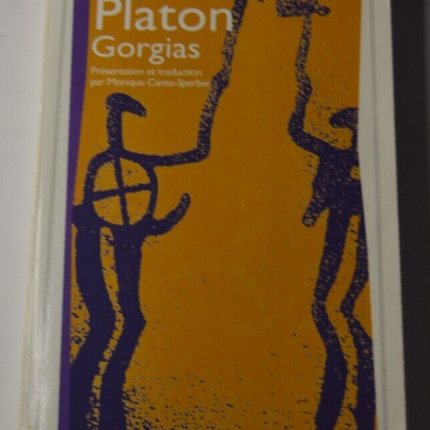 Platon
Gorgias
Présentation et traduction
par Monique Canto-Sperber